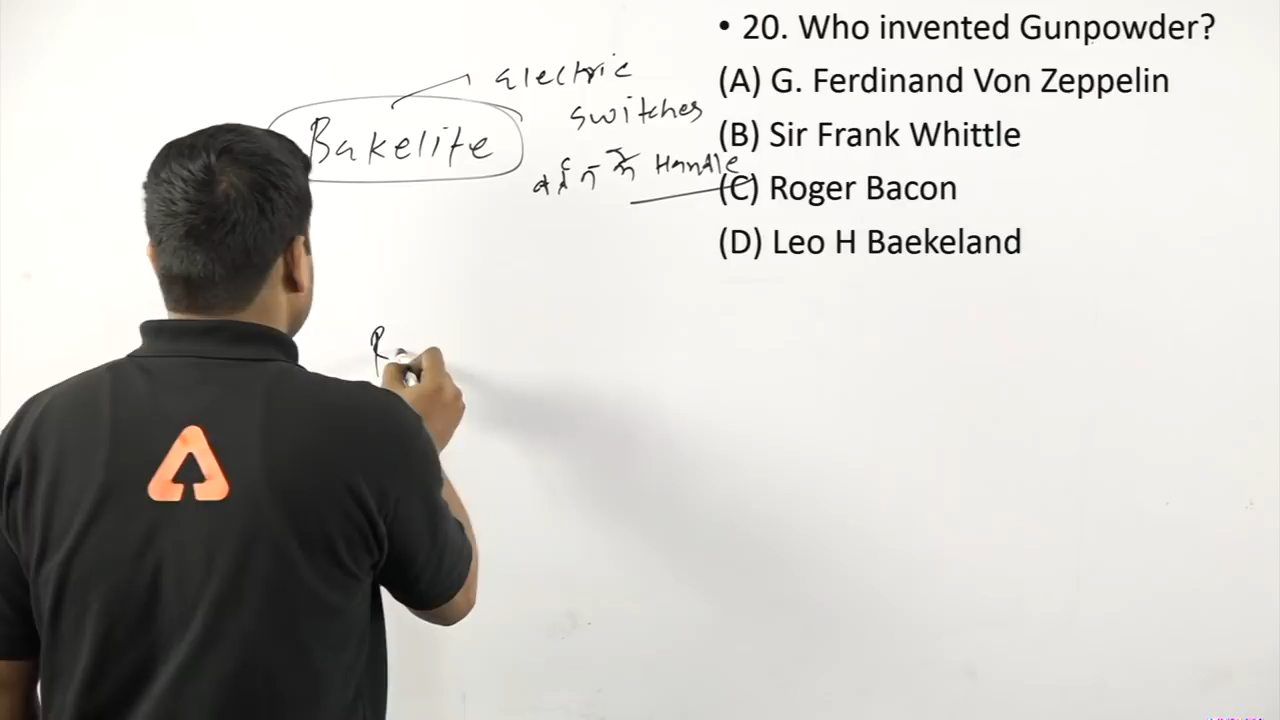 • 20. Who invented Gunpowder?
(A) G. Ferdinand Von Zeppelin
(B) Sir Frank Whittle
(C) Roger Bacon
(D) Leo H Baekeland
Electric
Switches
Bakelite
Handle
R